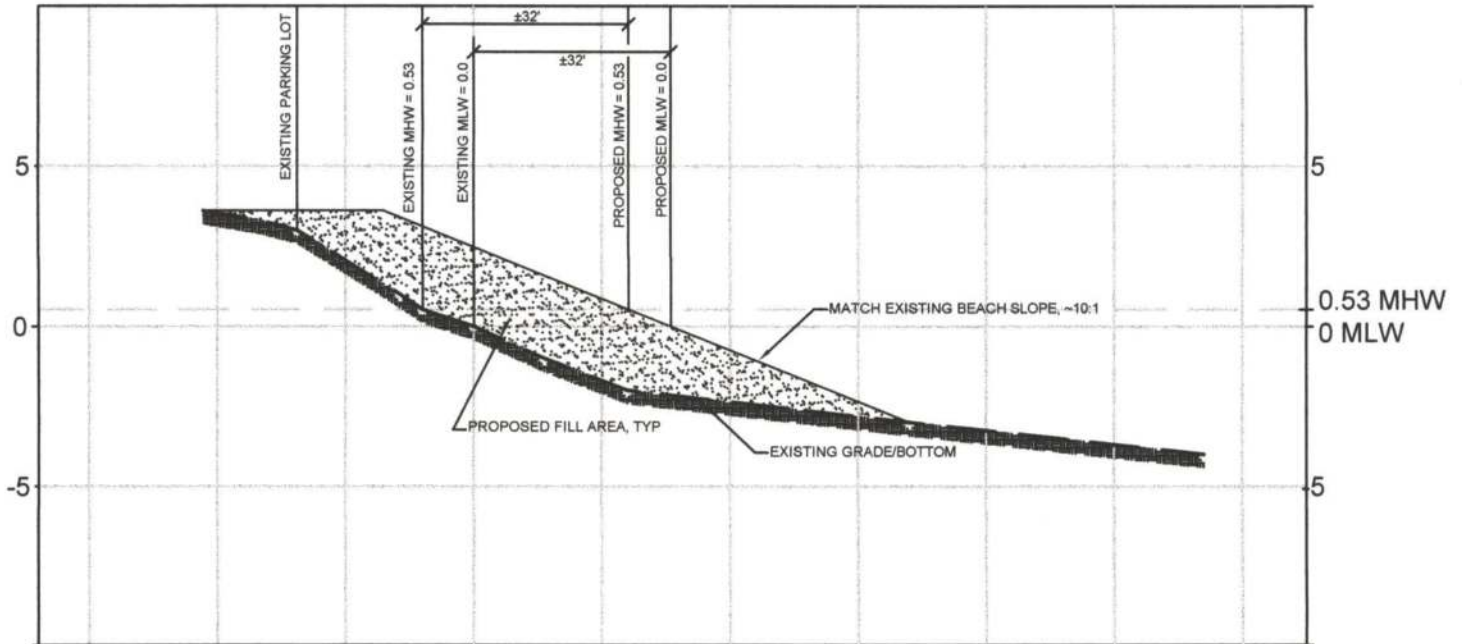 ±32'
±32'
EXISTING PARKING LOT
EXISTING MHW = 0.53
EXISTING MLW = 0.0
PROPOSED MHW = 0.53
PROPOSED MLW = 0.0
5
5
MATCH EXISTING BEACH SLOPE, ~10:1
0.53 MHW
0
0 MLW
PROPOSED FILL AREA, TYP
EXISTING GRADE/BOTTOM
-5
-5